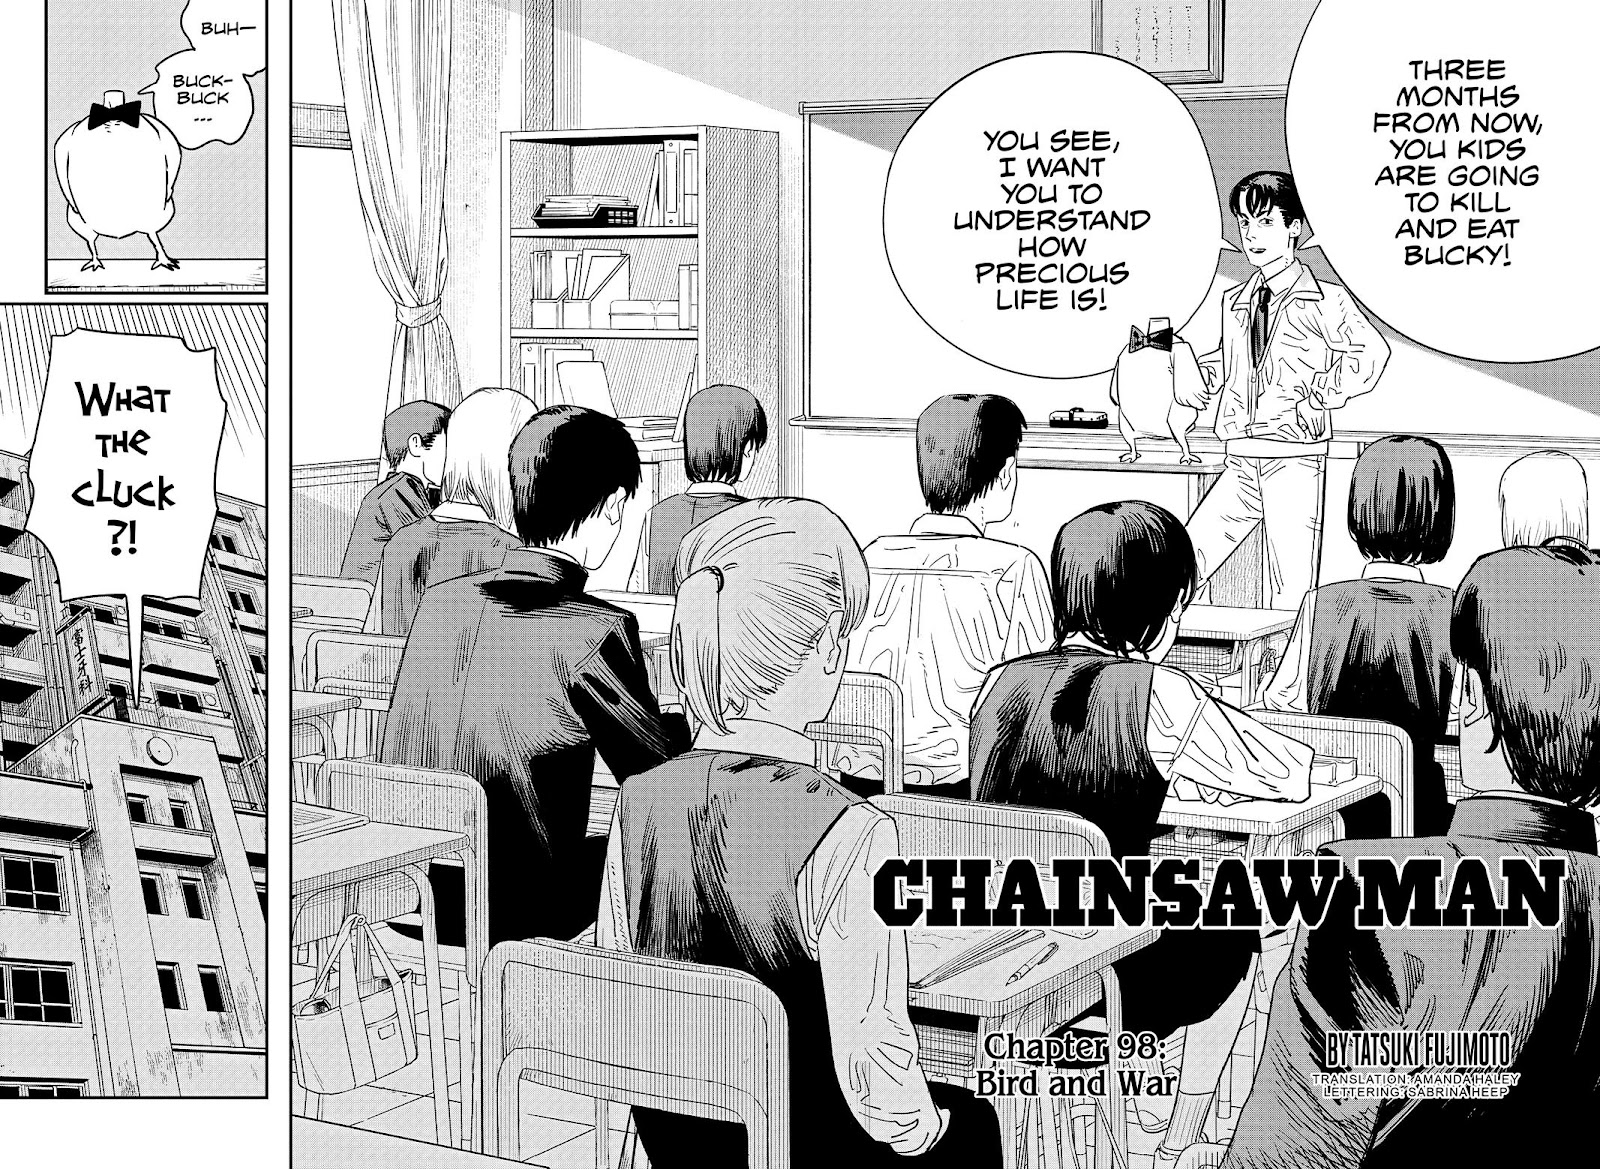 THREE
MONTHS
FROM NOW,
YOU KIDS
ARE GOING
TO KILL
AND EAT
BUCKY!
YOU SEE,
I WANT
YOU TO
UNDERSTAND
HOW
PRECIOUS
LIFE IS!
CHAINSAW MAN
Chapter 98:
Bird and War
BY TATSUKI FUJIMOTO
TRANSLATION: AMANDA HALEY
LETTERING: SABRINA HEEP
BUH—
BUCK-
BUCK
...
WHAT
THE
CLUCK
?!